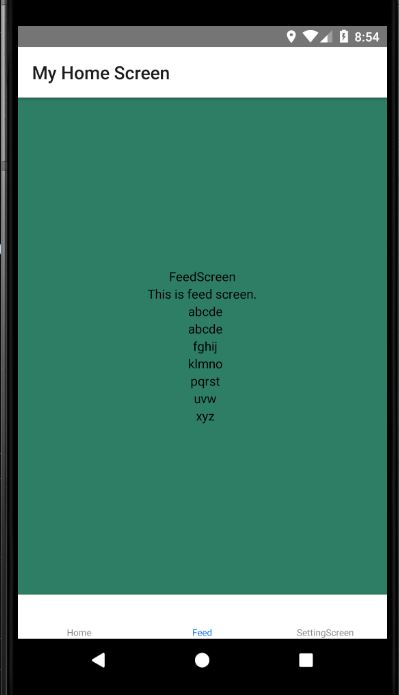 8:54
My Home Screen
FeedScreen
This is feed screen.
abcde
abcde
fghij
klmno
pqrst
uvw
xyz
Home Feed SettingScreen